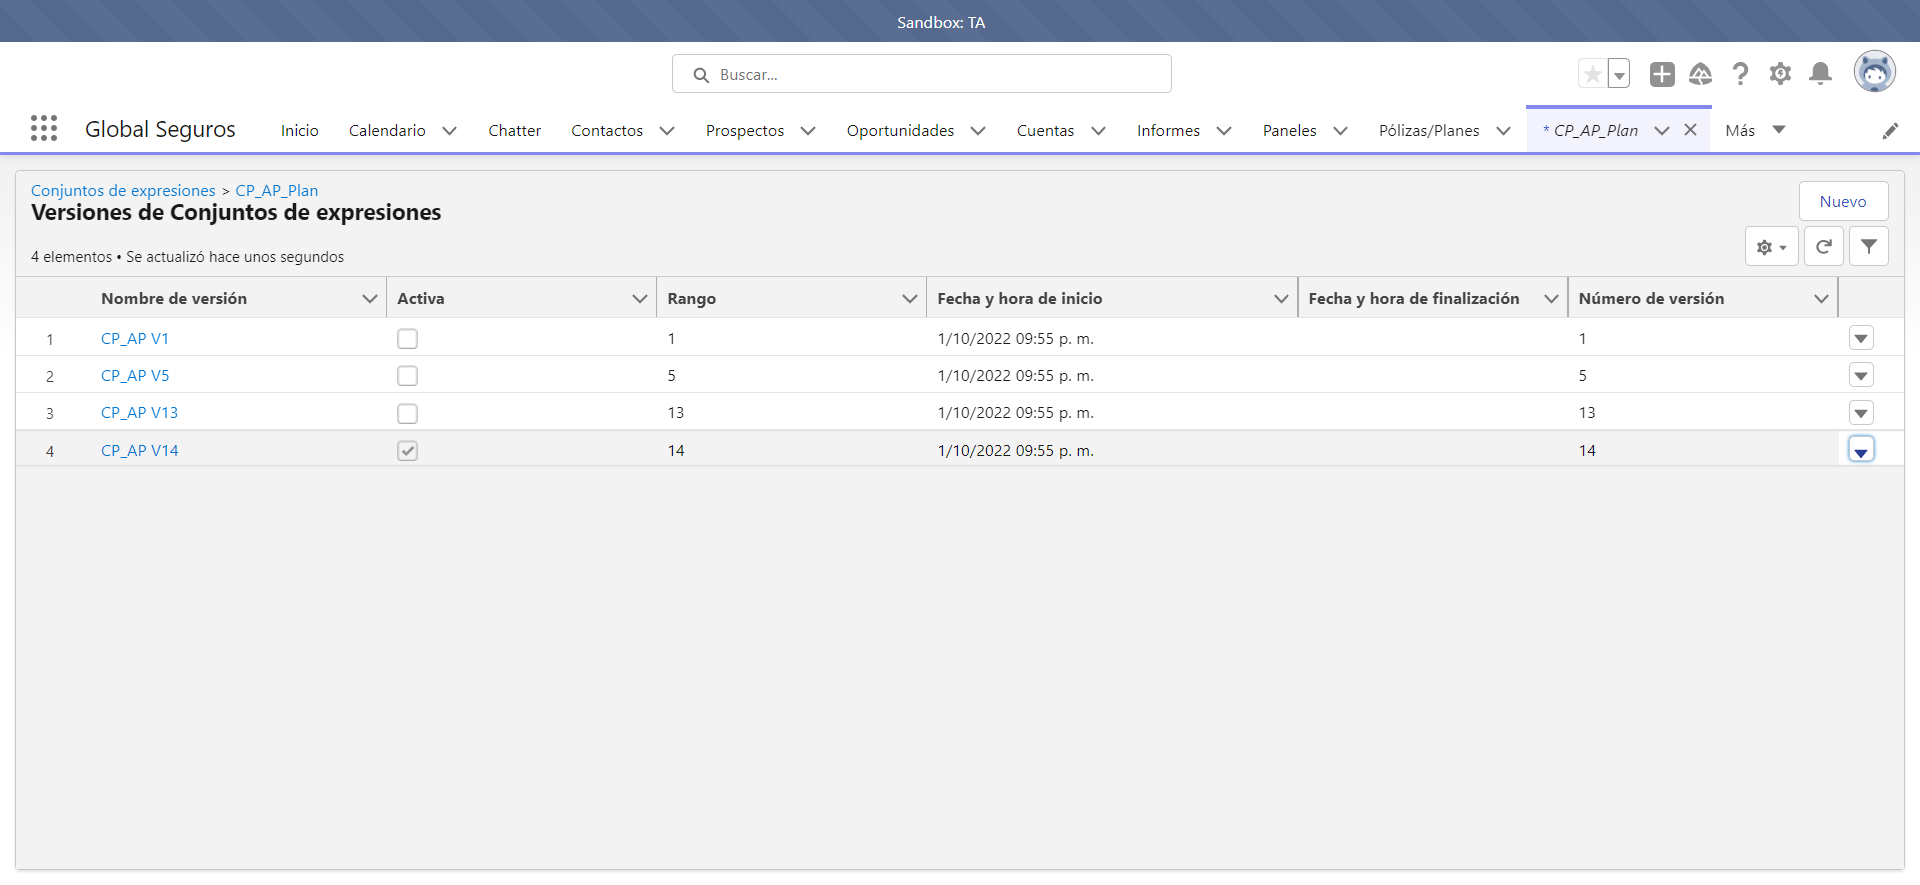 Sandbox: TA
Buscar...
Global Seguros Inicio Calendario Chatter Contactos Prospectos Oportunidades Cuentas Informes Paneles Pólizas/Planes * CP_AP_Plan Más
Conjuntos de expresiones > CP_AP_Plan
Versiones de Conjuntos de expresiones
Nuevo
4 elementos • Se actualizó hace unos segundos
Nombre de versión Activa Rango Fecha y hora de inicio Fecha y hora de finalización Número de versión
1 CP_AP V1 1 1/10/2022 09:55 p. m. 1
2 CP_AP V5 5 1/10/2022 09:55 p. m. 5
3 CP_AP V13 13 1/10/2022 09:55 p. m. 13
4 CP_AP V14 14 1/10/2022 09:55 p. m. 14